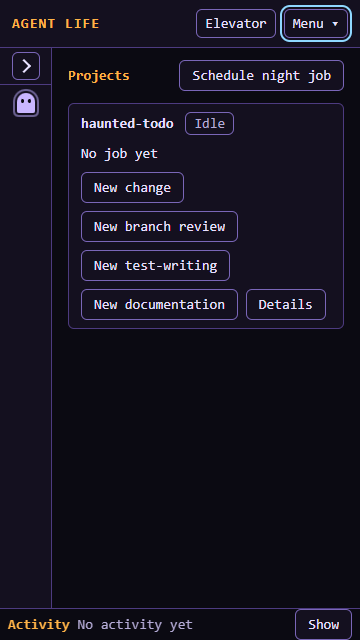 AGENT LIFE
Elevator
Menu ▾
Projects
Schedule night job
haunted-todo
Idle
No job yet
New change
New branch review
New test-writing
New documentation
Details
Activity No activity yet
Show